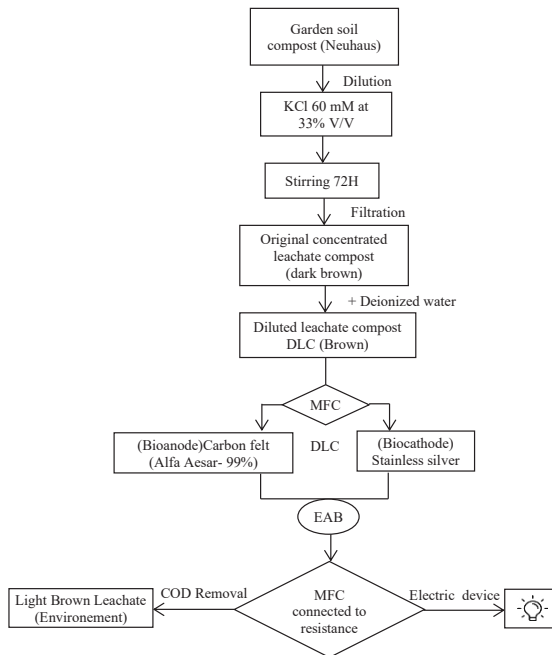 Garden soil
compost (Neuhaus)
Dilution
KCl 60 mM at
33% V/V
Stirring 72H
Filtration
Original concentrated
leachate compost
(dark brown)
+ Deionized water
Diluted leachate compost
DLC (Brown)
MFC
(Bioanode)Carbon felt
(Alfa Aesar- 99%)
DLC
(Biocathode)
Stainless silver
EAB
Light Brown Leachate
(Environement)
COD Removal
MFC
connected to
resistance
Electric device